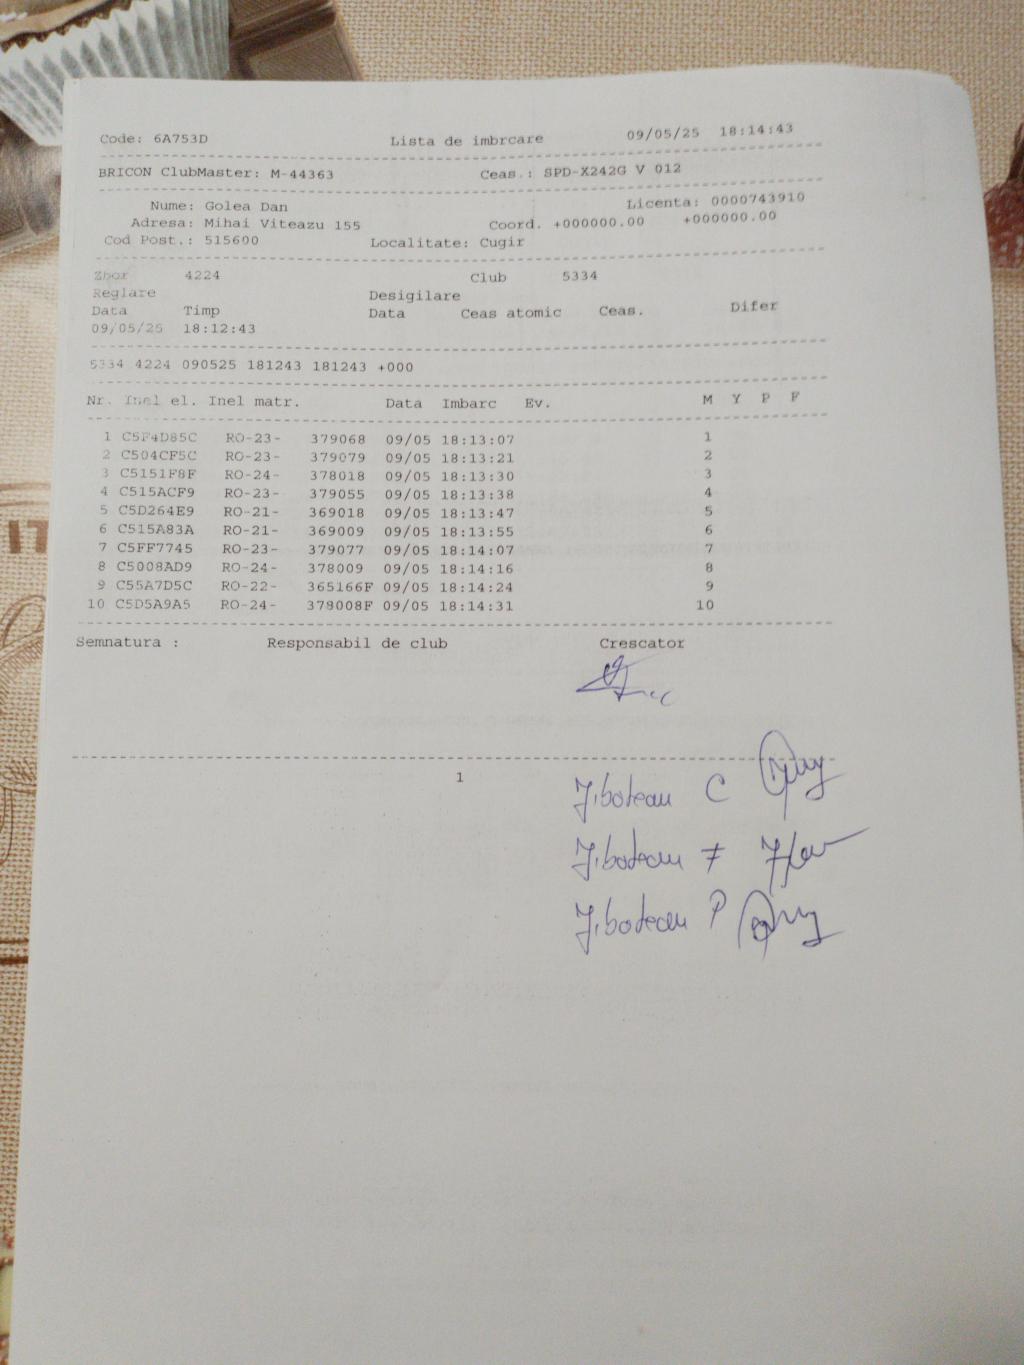 Code: 6A753D Lista de imbrcare 09/05/25 18:14:43
BRICON ClubMaster: M-44363 Ceas.: SPD-X242G V 012
Nume: Golea Dan Licenta: 0000743910
Adresa: Mihai Viteazu 155 Coord. +000000.00 +000000.00
Cod Post.: 515600 Localitate: Cugir
Zbor 4224 Club 5334
Reglare Desigilare
Data Timp Data Ceas atomic Ceas. Difer
09/05/25 18:12:43
5334 4224 090525 181243 181243 +000
Nr. Inel el. Inel matr. Data Imbarc Ev. M Y P F
1 C5F4D85C RO-23- 379068 09/05 18:13:07 1
2 C504CF5C RO-23- 379079 09/05 18:13:21 2
3 C5151F8F RO-24- 378018 09/05 18:13:30 3
4 C515ACF9 RO-23- 379055 09/05 18:13:38 4
5 C5D264E9 RO-21- 369018 09/05 18:13:47 5
6 C515A83A RO-21- 369009 09/05 18:13:55 6
7 C5FF7745 RO-23- 379077 09/05 18:14:07 7
8 C5008AD9 RO-24- 378009 09/05 18:14:16 8
9 C55A7D5C RO-22- 365166F 09/05 18:14:24 9
10 C5D5A9A5 RO-24- 378008F 09/05 18:14:31 10
Semnatura : Responsabil de club Crescator
1
Jiboteau C
Jiboteau F
Jiboteau P